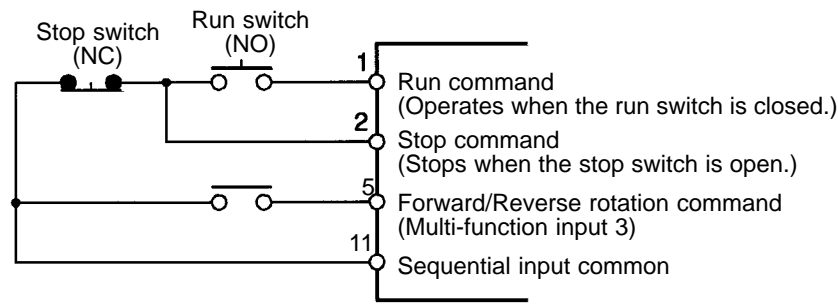 Stop switch
(NC)
Run switch
(NO)
1
Run command
(Operates when the run switch is closed.)
2
Stop command
(Stops when the stop switch is open.)
5
Forward/Reverse rotation command
(Multi-function input 3)
11
Sequential input common